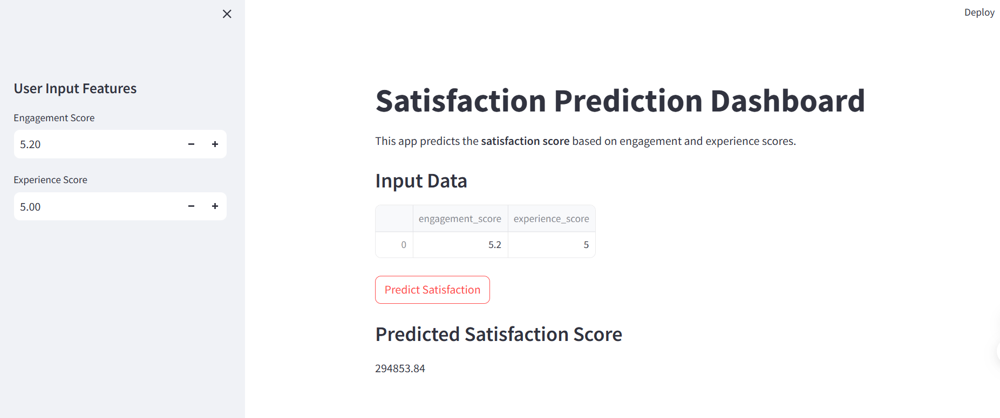 Deploy
User Input Features
Engagement Score
5.20
Experience Score
5.00
Satisfaction Prediction Dashboard
This app predicts the satisfaction score based on engagement and experience scores.
Input Data
engagement_score experience_score
0 5.2 5
Predict Satisfaction
Predicted Satisfaction Score
294853.84